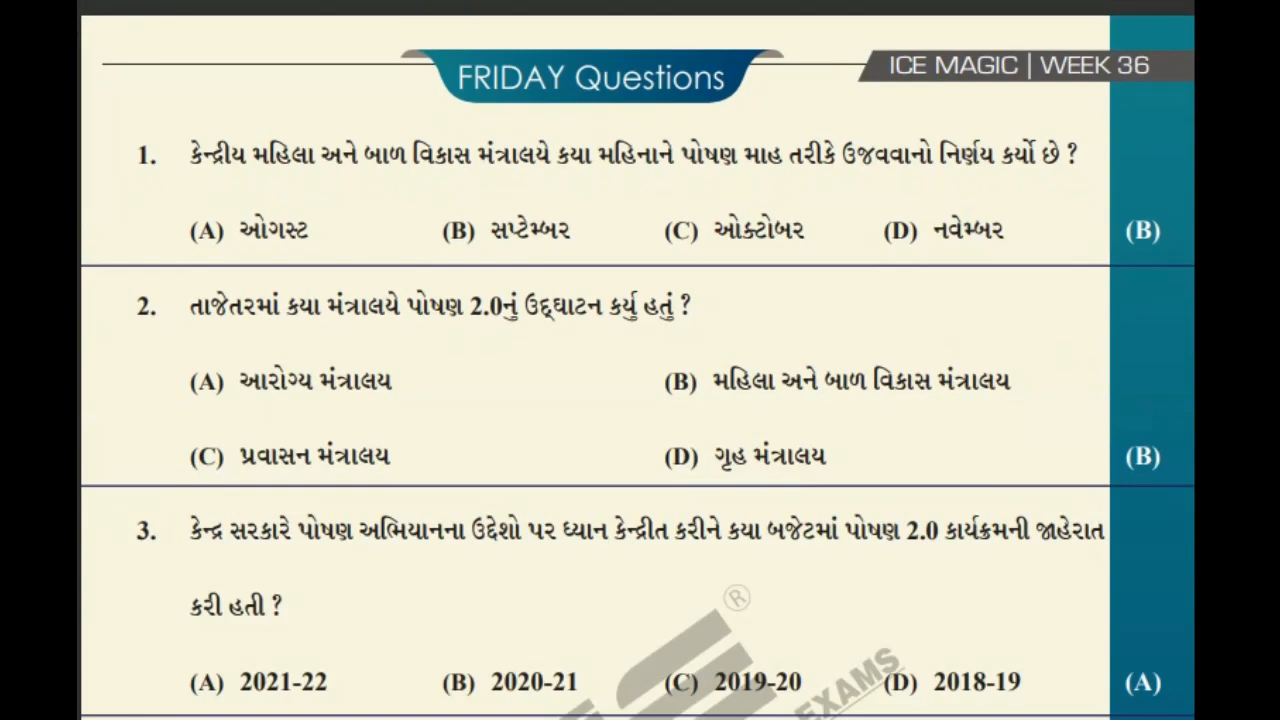 FRIDAY Questions
ICE MAGIC | WEEK 36
1. કેન્દ્રીય મહિલા અને બાળ વિકાસ મંત્રાલયે કયા મહિનાને પોષણ માહ તરીકે ઉજવવાનો નિર્ણય કર્યો છે ?
(A) ઓગસ્ટ (B) સપ્ટેમ્બર (C) ઓક્ટોબર (D) નવેમ્બર (B)
2. તાજેતરમાં કયા મંત્રાલયે પોષણ 2.0નું ઉદ્‌ઘાટન કર્યુ હતું ?
(A) આરોગ્ય મંત્રાલય (B) મહિલા અને બાળ વિકાસ મંત્રાલય
(C) પ્રવાસન મંત્રાલય (D) ગૃહ મંત્રાલય (B)
3. કેન્દ્ર સરકારે પોષણ અભિયાનના ઉદ્દેશો પર ધ્યાન કેન્દ્રીત કરીને કયા બજેટમાં પોષણ 2.0 કાર્યક્રમની જાહેરાત
કરી હતી ?
®
EXAMS
(A) 2021-22 (B) 2020-21 (C) 2019-20 (D) 2018-19 (A)